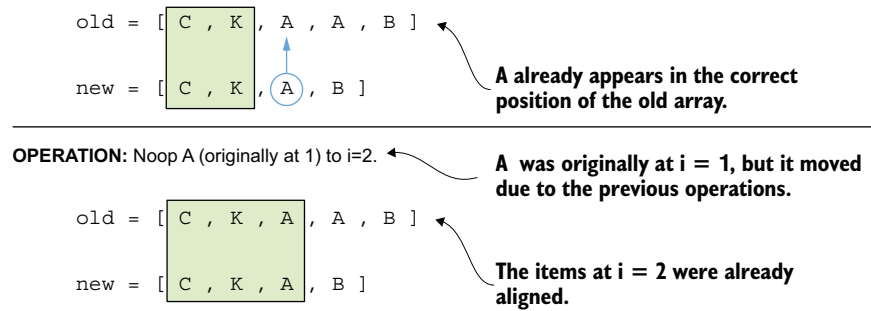 old = [ C , K , A , A , B ]
A already appears in the correct
position of the old array.
new = [ C , K , A , B ]
OPERATION: Noop A (originally at 1) to i=2.
A was originally at i = 1, but it moved
due to the previous operations.
old = [ C , K , A , A , B ]
The items at i = 2 were already
aligned.
new = [ C , K , A , B ]